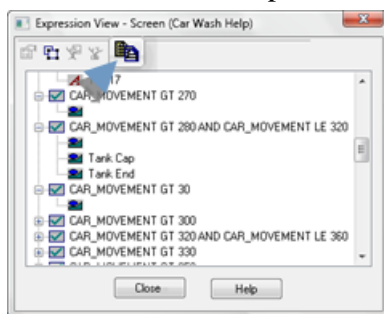 Expression View - Screen (Car Wash Help)
17
CAR_MOVEMENT GT 270
CAR_MOVEMENT GT 280 AND CAR_MOVEMENT LE 320
Tank Cap
Tank End
CAR_MOVEMENT GT 30
CAR_MOVEMENT GT 300
CAR_MOVEMENT GT 320 AND CAR_MOVEMENT LE 360
CAR_MOVEMENT GT 330
Close
Help